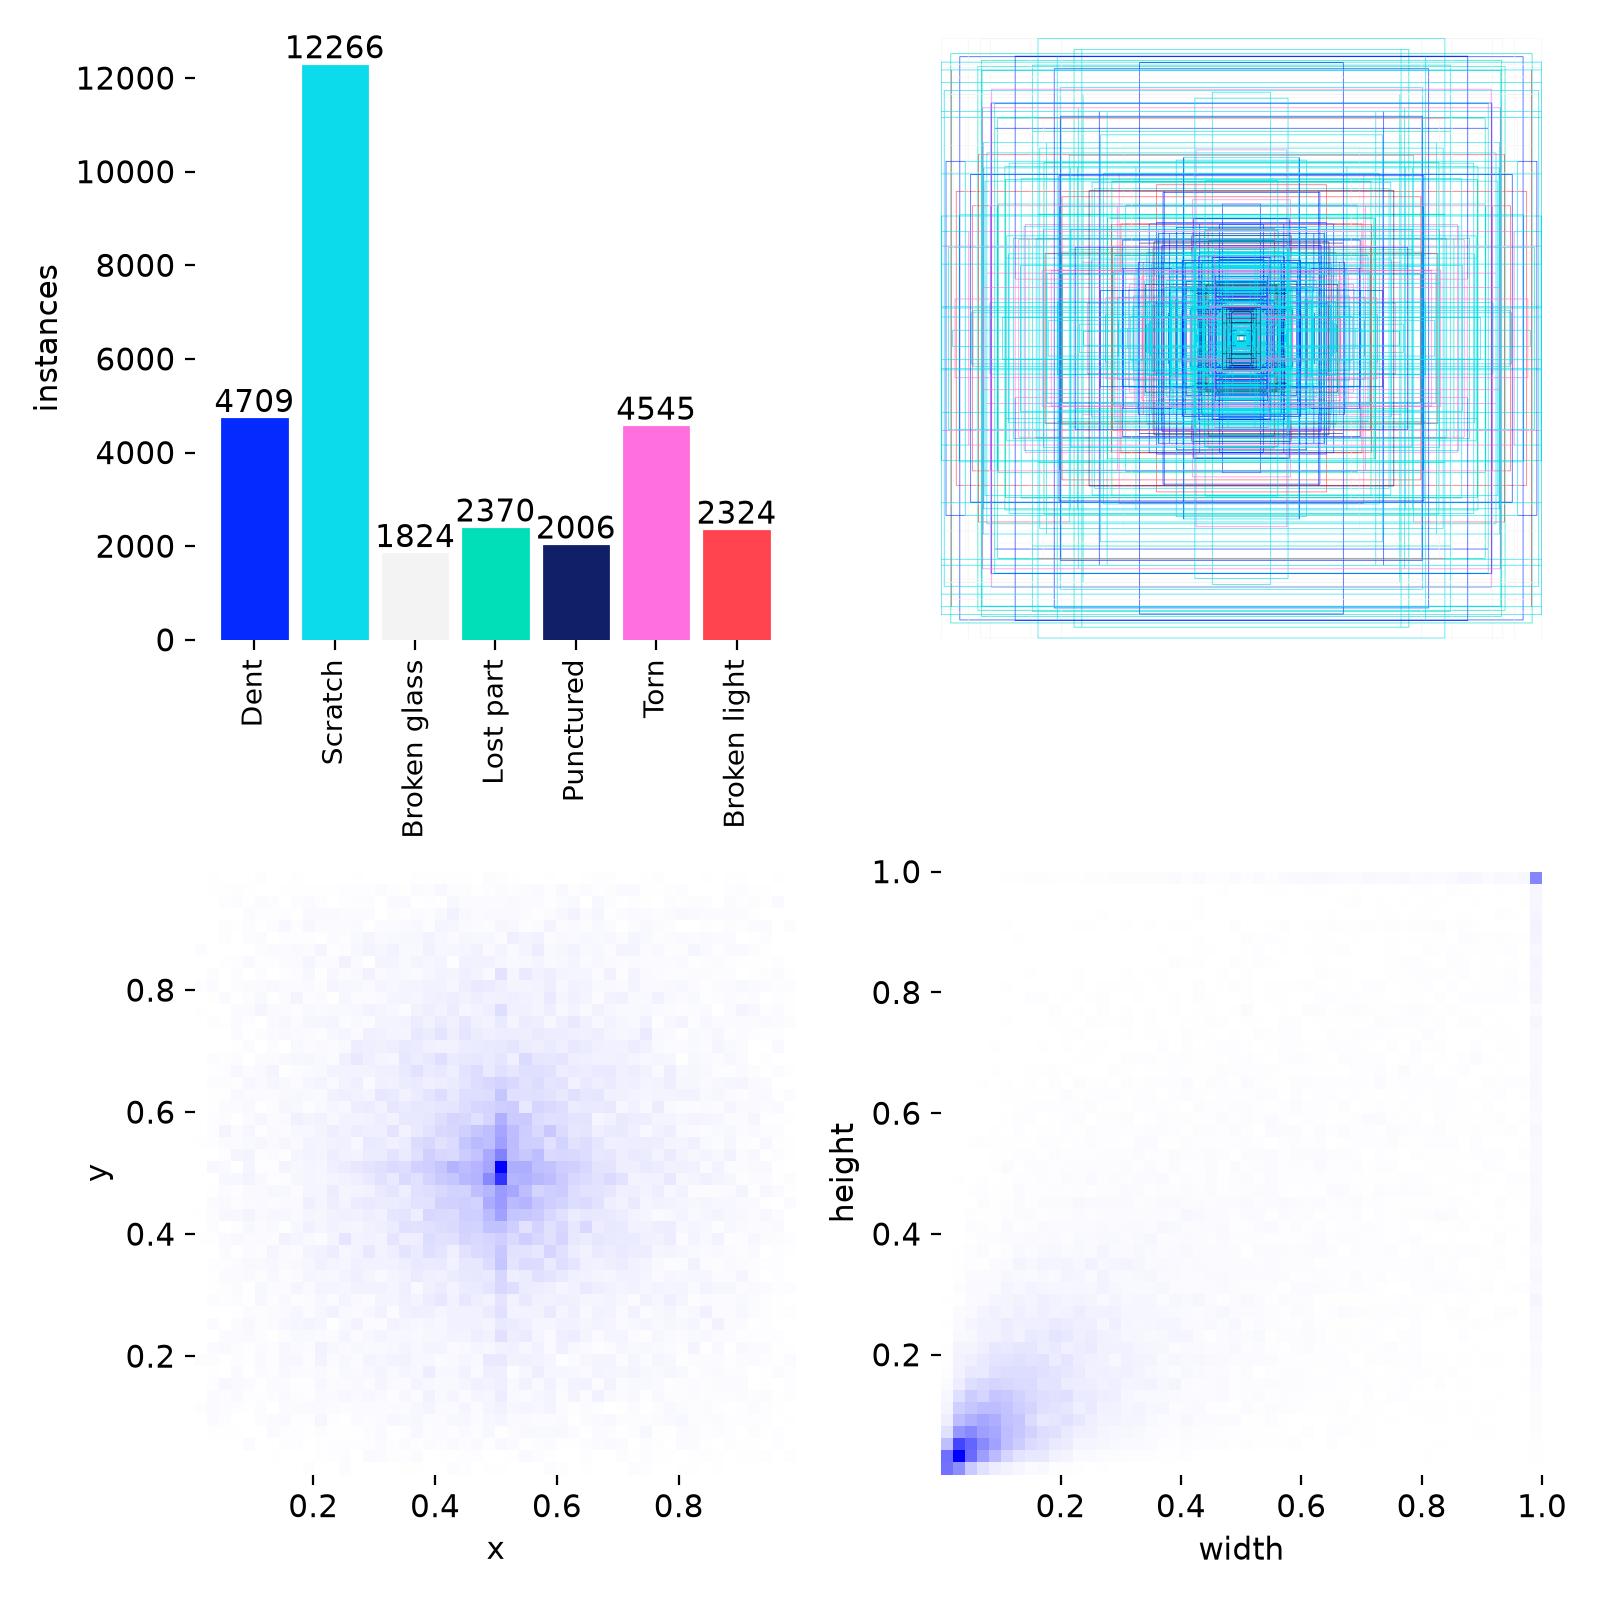 12266
12000
10000
8000
6000
4000
2000
0
instances
4709
1824
2370
2006
4545
2324
Dent
Scratch
Broken glass
Lost part
Punctured
Torn
Broken light
0.8
0.6
0.4
0.2
y
0.2 0.4 0.6 0.8
x
1.0
0.8
0.6
0.4
0.2
height
0.2 0.4 0.6 0.8 1.0
width